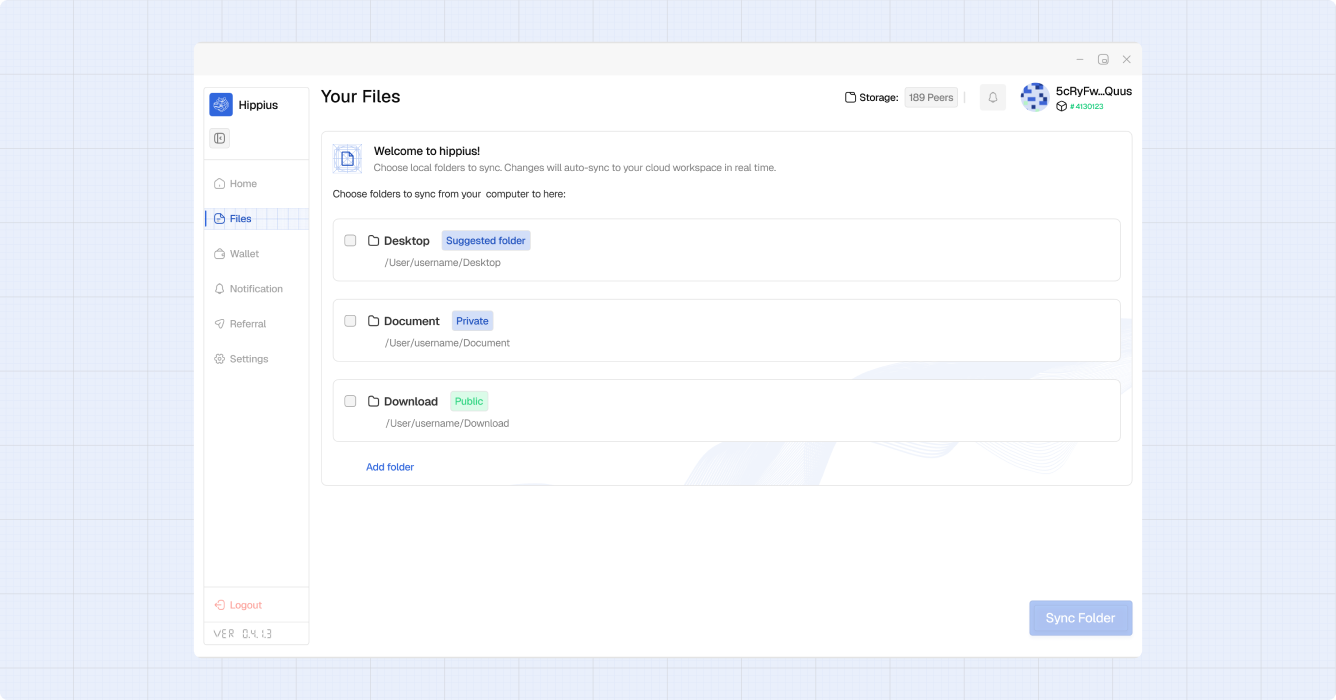 Hippius
Your Files
Storage: 189 Peers
5cRyFw...Quus
#4130123
Home
Files
Wallet
Notification
Referral
Settings
Welcome to hippius!
Choose local folders to sync. Changes will auto-sync to your cloud workspace in real time.
Choose folders to sync from your computer to here:
Desktop Suggested folder
/User/username/Desktop
Document Private
/User/username/Document
Download Public
/User/username/Download
Add folder
Logout
VER 0.4.1.3
Sync Folder